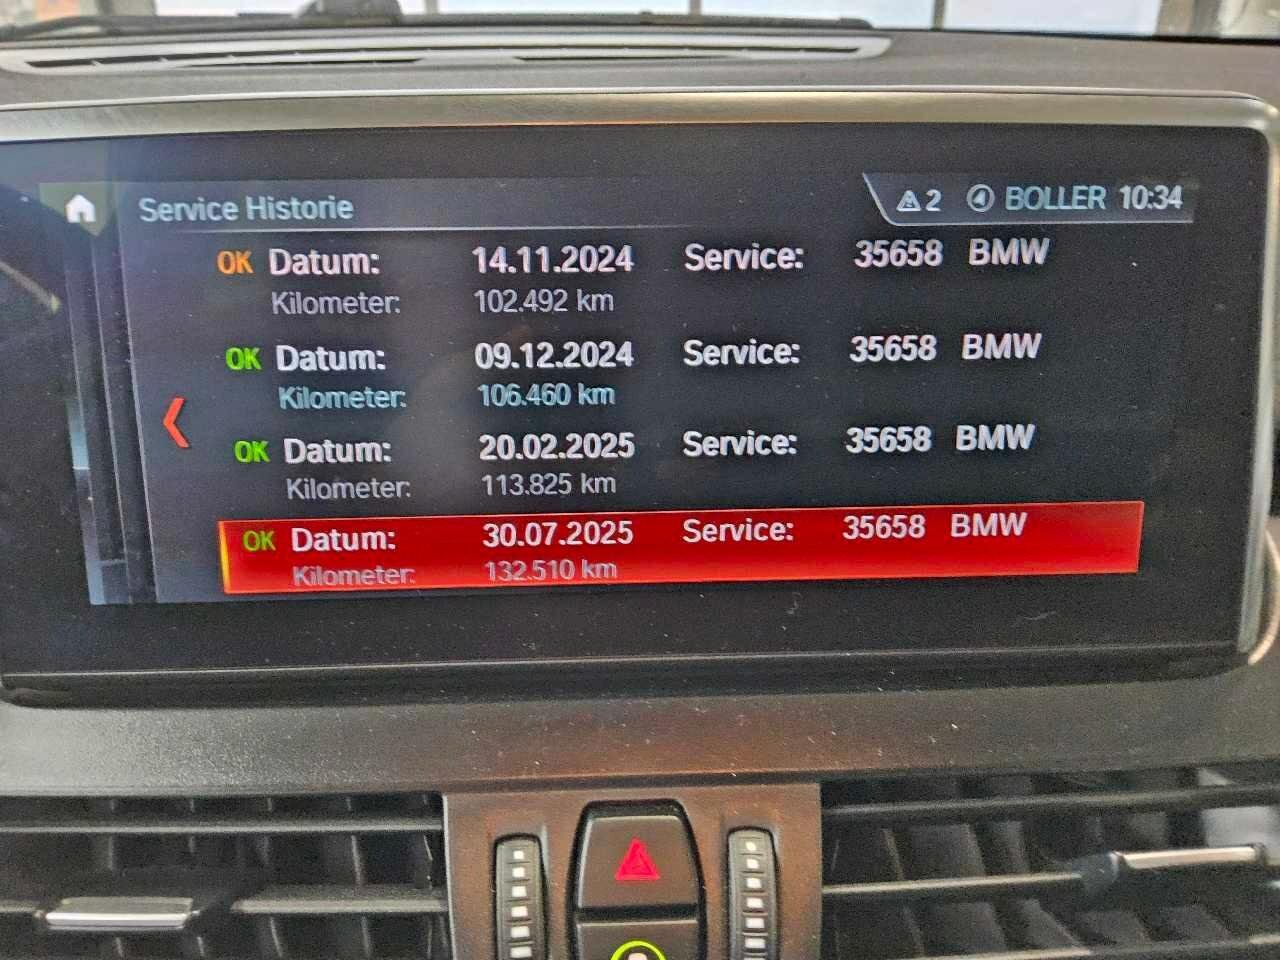 Service Historie
2 BOLLER 10:34
OK Datum: 14.11.2024 Service: 35658 BMW
Kilometer: 102.492 km
OK Datum: 09.12.2024 Service: 35658 BMW
Kilometer: 106.460 km
OK Datum: 20.02.2025 Service: 35658 BMW
Kilometer: 113.825 km
OK Datum: 30.07.2025 Service: 35658 BMW
Kilometer: 132.510 km